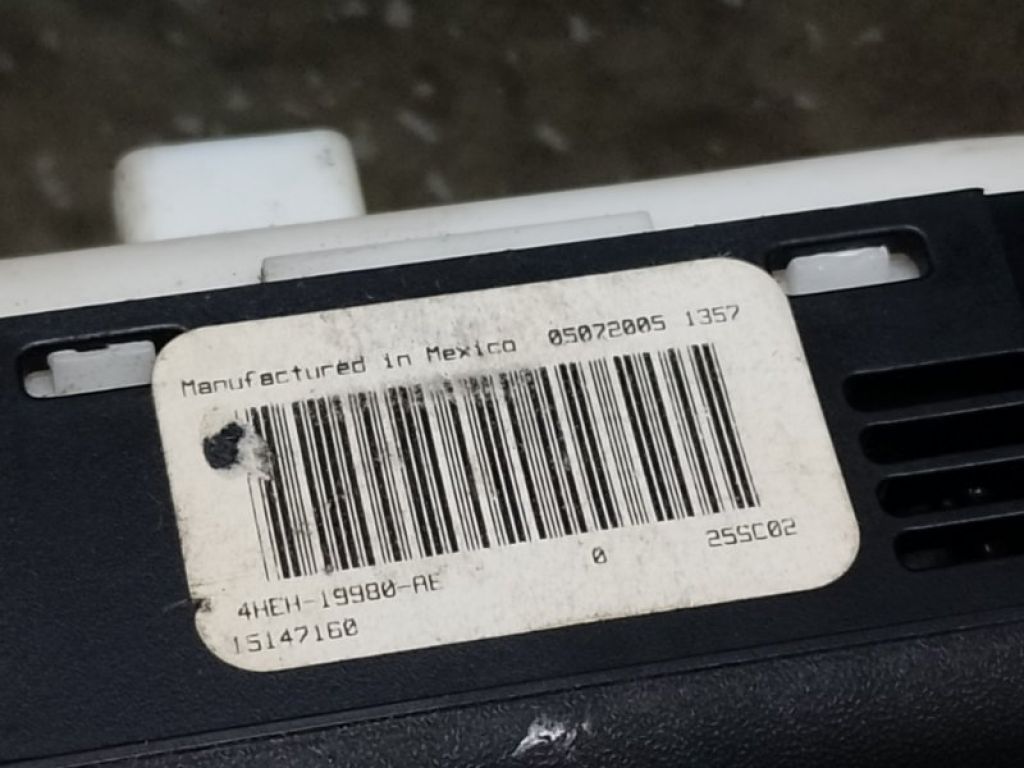 Manufactured in Mexico 05072005 1357
0 25SC02
4HEH-19980-AE
15147160